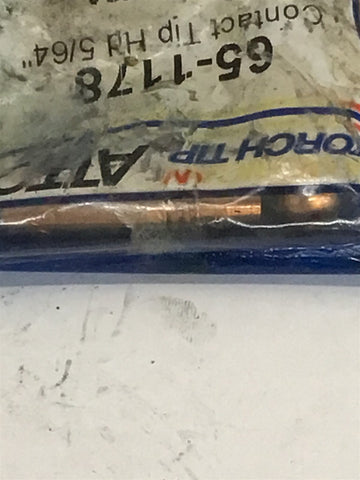 TORCH TIP
65-1178
Contact Tip Hd 5/64"